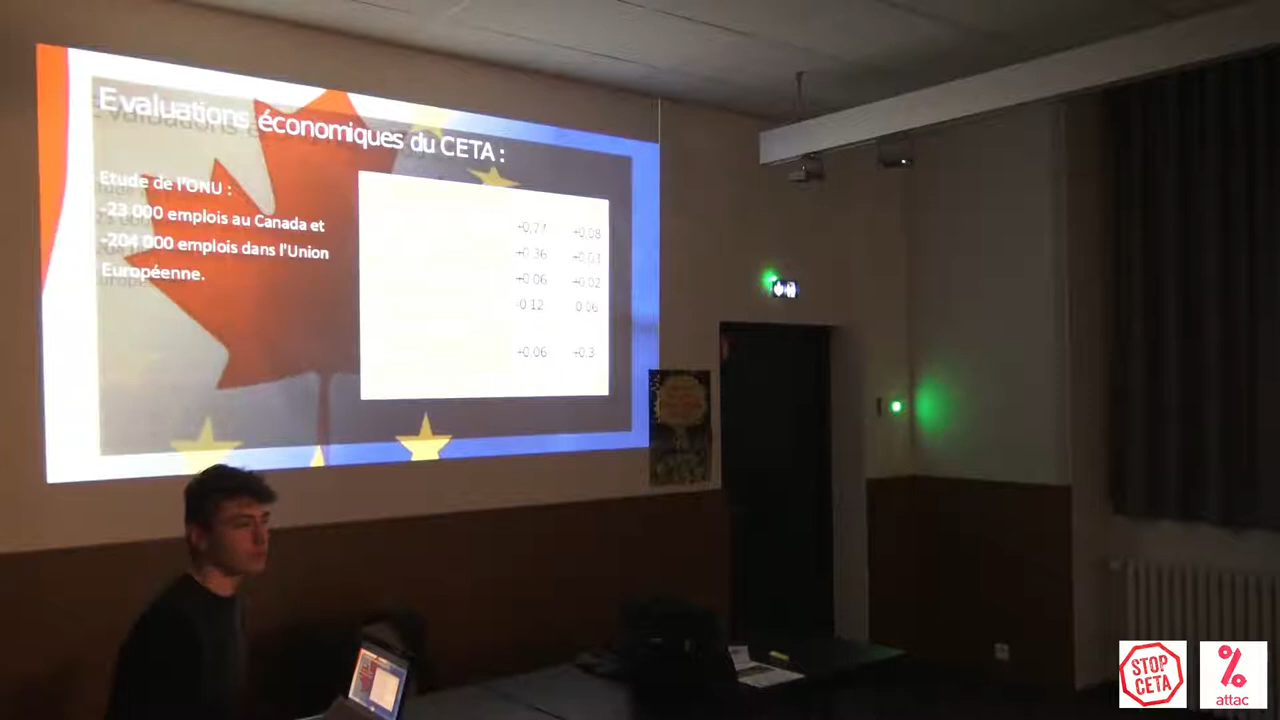 Evaluations économiques du CETA :
Etude de l'ONU :
-23 000 emplois au Canada et
-204 000 emplois dans l'Union
Européenne.
+0,77 +0,08
+0,36 +0,03
+0,06 +0,02
-0,12 0,06
+0,06 +0,3
STOP
CETA
%
attac